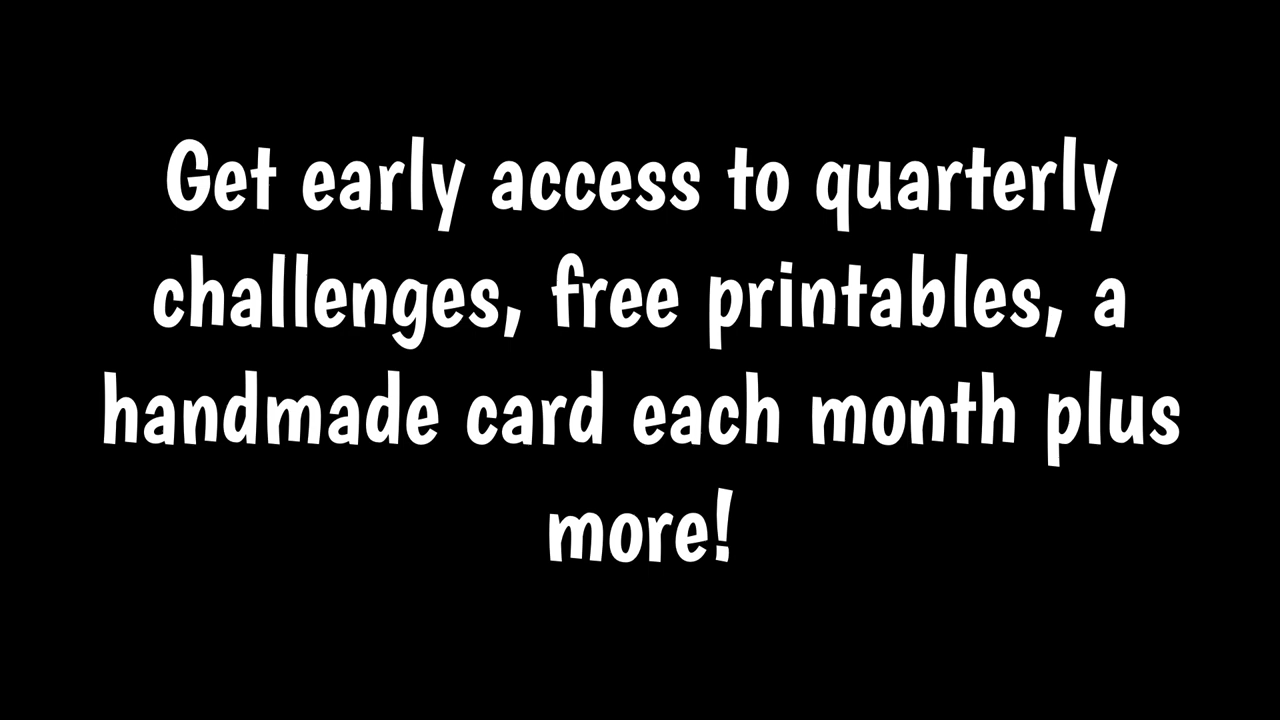 Get early access to quarterly
challenges, free printables, a
handmade card each month plus
more!